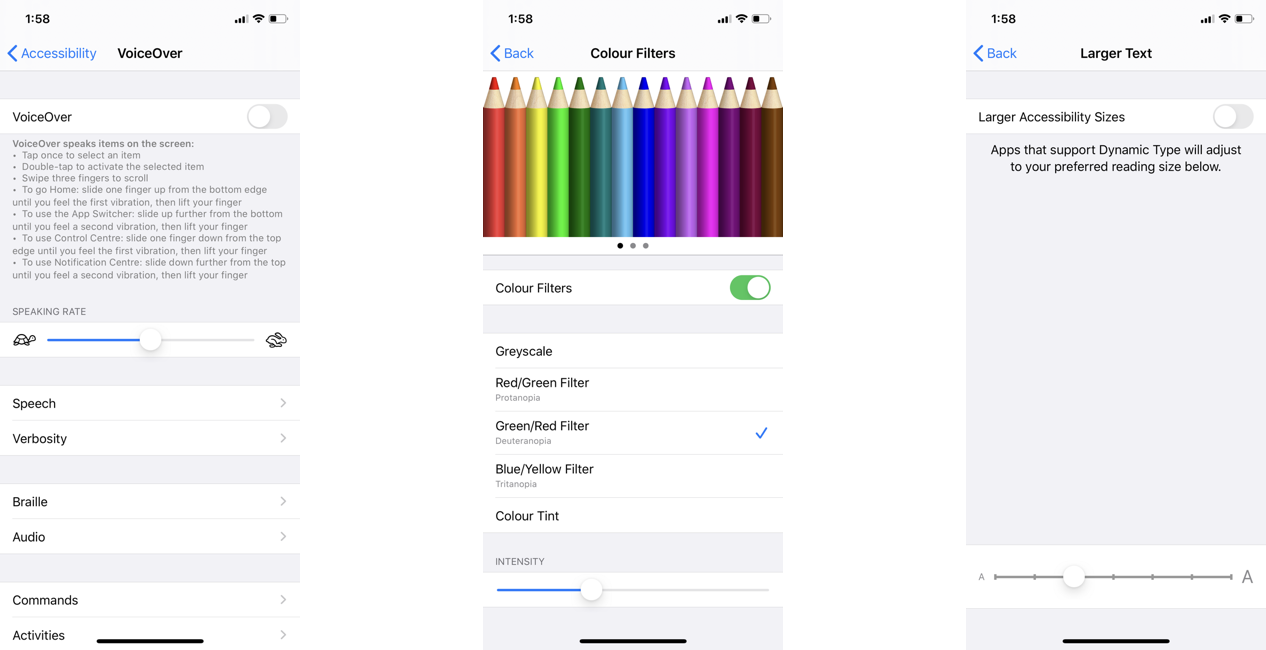 1:58
Accessibility VoiceOver
VoiceOver
VoiceOver speaks items on the screen:
• Tap once to select an item
• Double-tap to activate the selected item
• Swipe three fingers to scroll
• To go Home: slide one finger up from the bottom edge
until you feel the first vibration, then lift your finger
• To use the App Switcher: slide up further from the bottom
until you feel a second vibration, then lift your finger
• To use Control Centre: slide one finger down from the top
edge until you feel the first vibration, then lift your finger
• To use Notification Centre: slide down further from the top
until you feel a second vibration, then lift your finger
SPEAKING RATE
Speech
Verbosity
Braille
Audio
Commands
Activities
1:58
Back Colour Filters
Colour Filters
Greyscale
Red/Green Filter
Protanopia
Green/Red Filter
Deuteranopia
Blue/Yellow Filter
Tritanopia
Colour Tint
INTENSITY
1:58
Back Larger Text
Larger Accessibility Sizes
Apps that support Dynamic Type will adjust
to your preferred reading size below.
A A